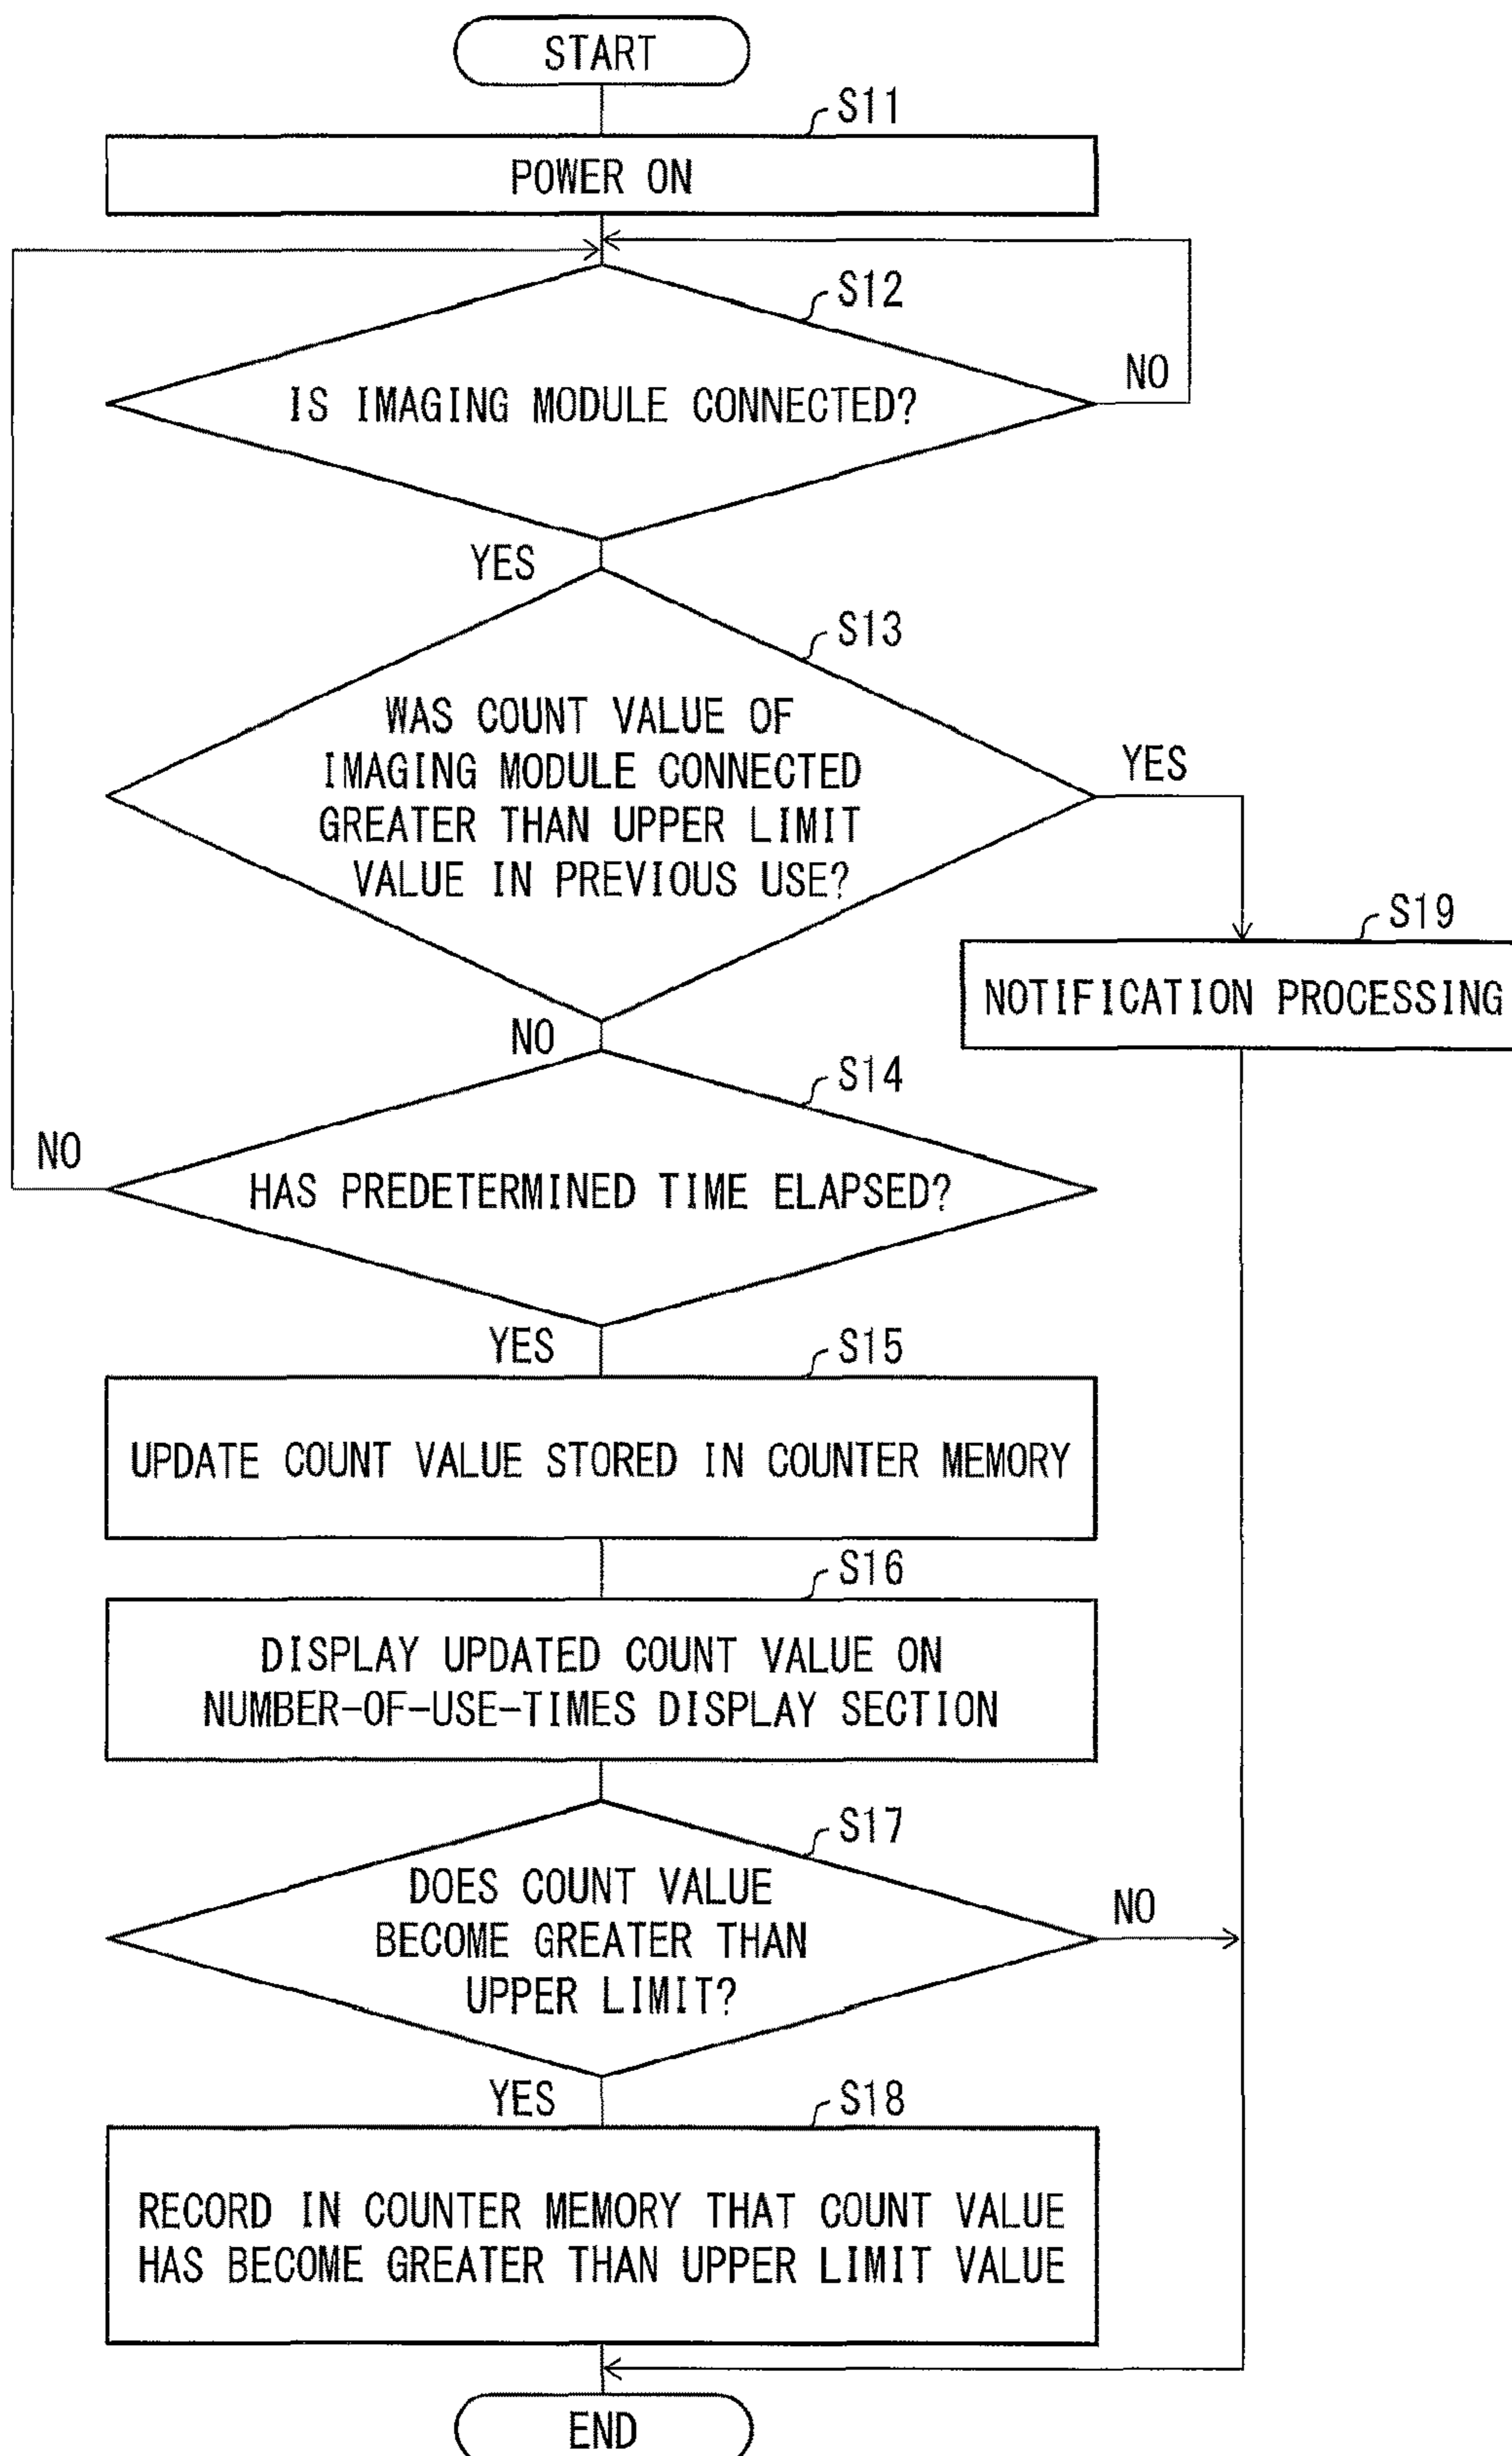 START
S11
POWER ON
S12
IS IMAGING MODULE CONNECTED?
NO
YES
S13
WAS COUNT VALUE OF
IMAGING MODULE CONNECTED
GREATER THAN UPPER LIMIT
VALUE IN PREVIOUS USE?
YES
S19
NOTIFICATION PROCESSING
NO
S14
NO
HAS PREDETERMINED TIME ELAPSED?
YES
S15
UPDATE COUNT VALUE STORED IN COUNTER MEMORY
S16
DISPLAY UPDATED COUNT VALUE ON
NUMBER-OF-USE-TIMES DISPLAY SECTION
S17
DOES COUNT VALUE
BECOME GREATER THAN
UPPER LIMIT?
NO
YES
S18
RECORD IN COUNTER MEMORY THAT COUNT VALUE
HAS BECOME GREATER THAN UPPER LIMIT VALUE
END